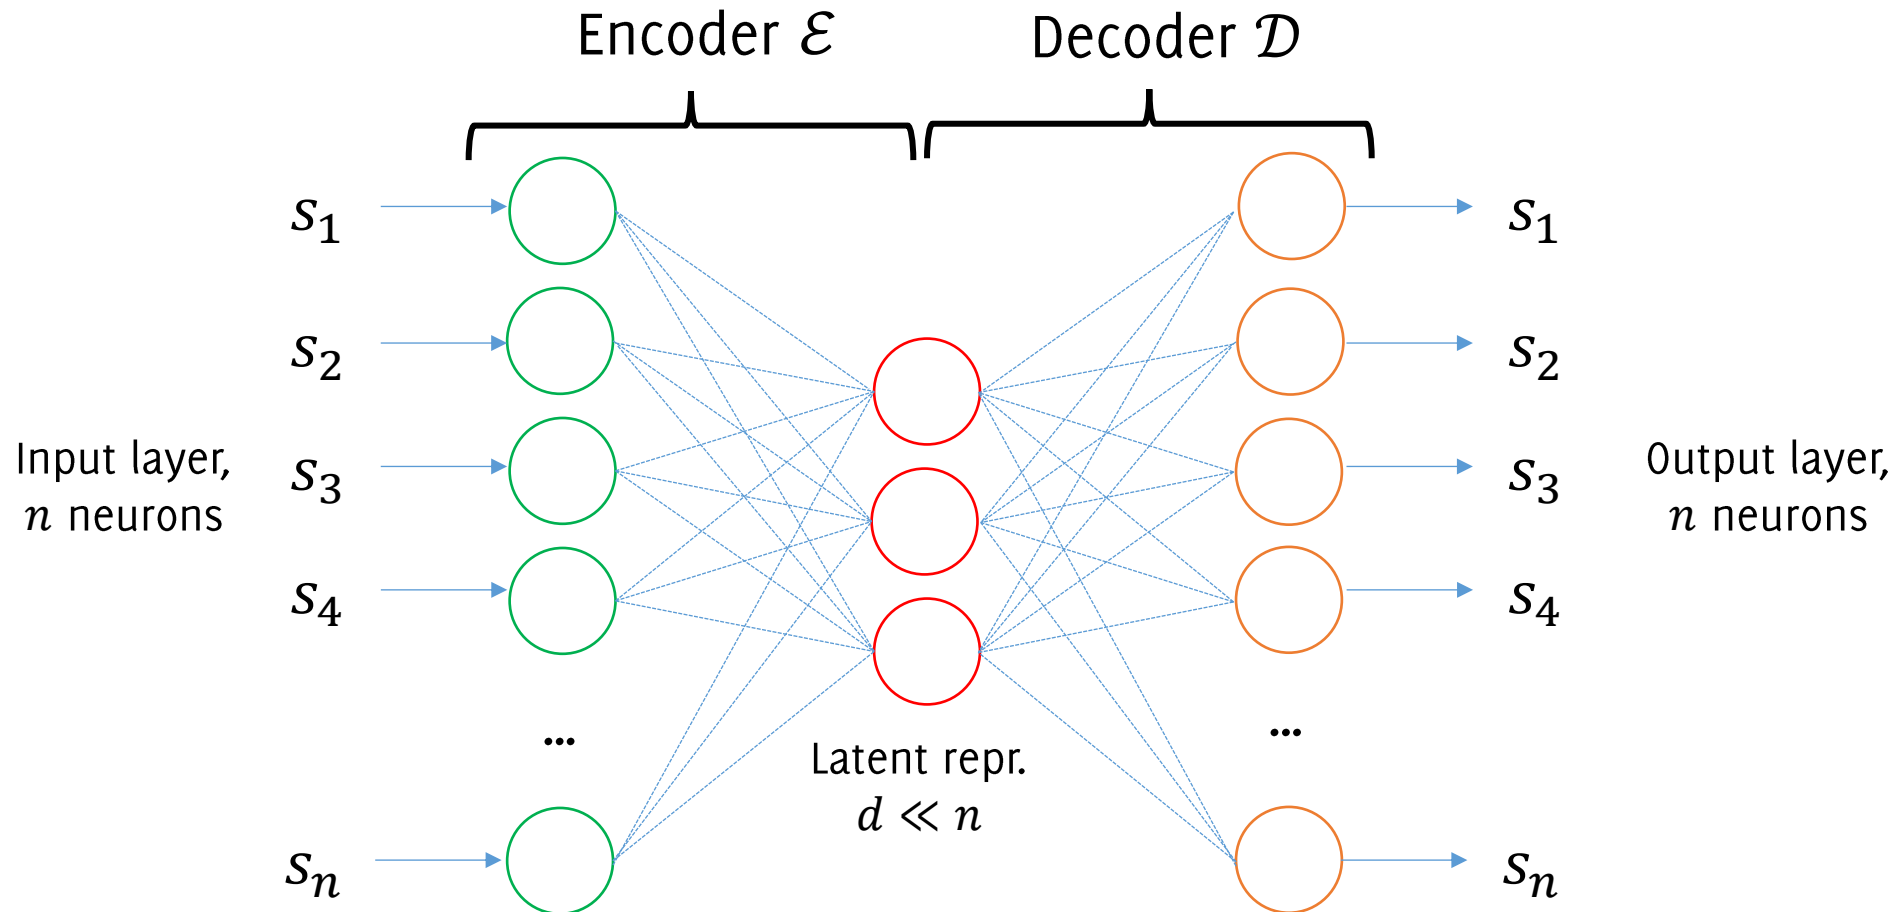 Encoder ℰ
Decoder 𝒟
s₁
s₁
s₂
s₂
Input layer,
n neurons
s₃
s₃
Output layer,
n neurons
s₄
s₄
...
...
Latent repr.
d ≪ n
sₙ
sₙ